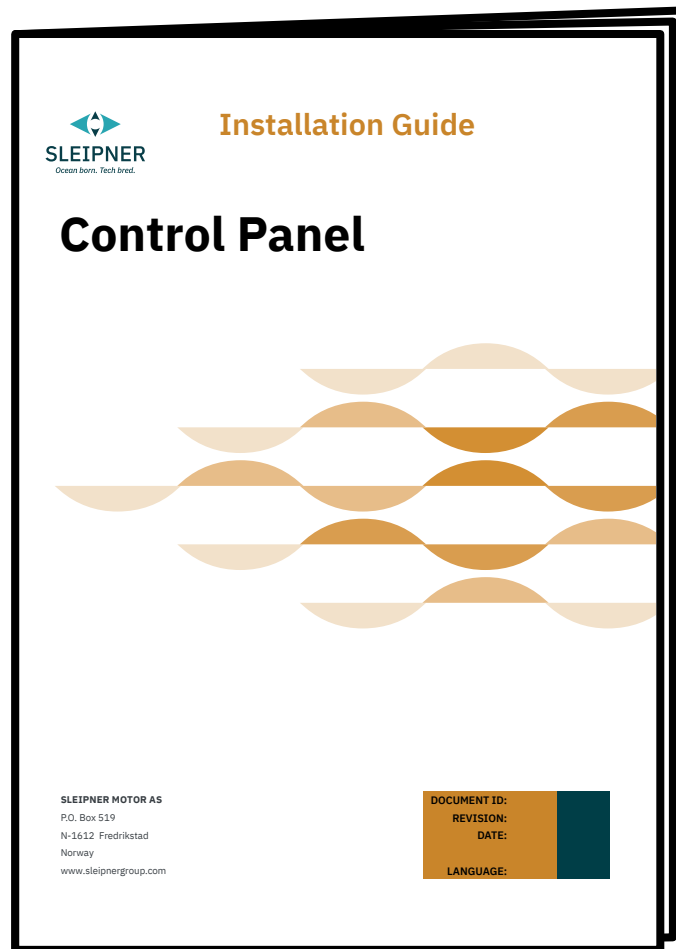 Installation Guide
SLEIPNER
Ocean born. Tech bred.
Control Panel
SLEIPNER MOTOR AS
P.O. Box 519
N-1612 Fredrikstad
Norway
www.sleipnergroup.com
DOCUMENT ID:
REVISION:
DATE:
LANGUAGE: